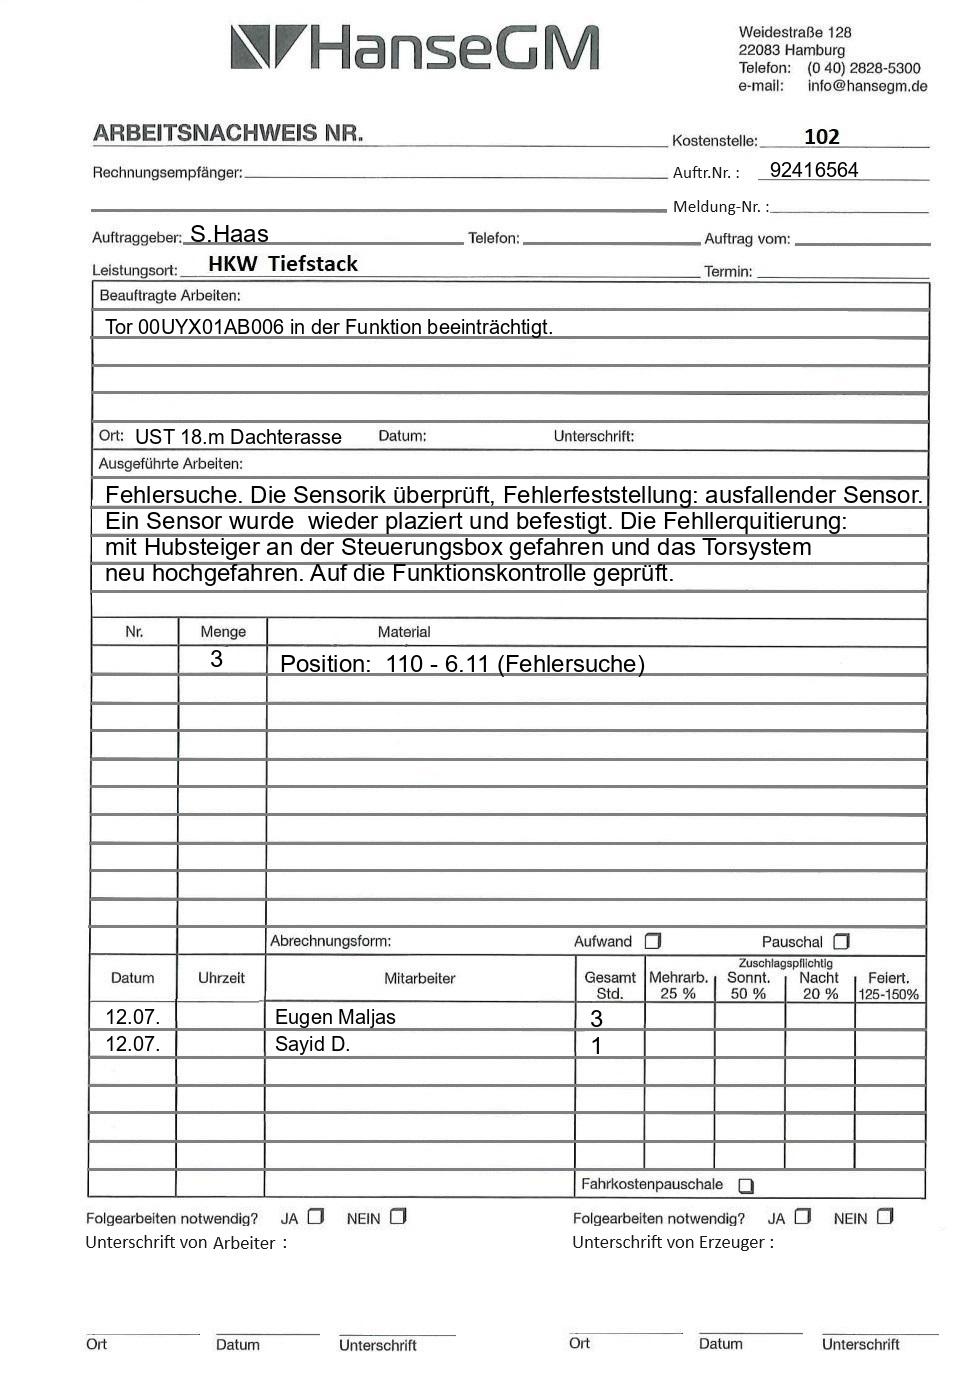 HanseGM
Weidestraße 128
22083 Hamburg
Telefon: (0 40) 2828-5300
e-mail: info@hansegm.de
ARBEITSNACHWEIS NR.
Kostenstelle: 102
Rechnungsempfänger:
Auftr.Nr. : 92416564
Meldung-Nr. :
Auftraggeber: S.Haas Telefon: Auftrag vom:
Leistungsort: HKW Tiefstack Termin:
Beauftragte Arbeiten:
Tor 00UYX01AB006 in der Funktion beeinträchtigt.
Ort: UST 18.m Dachterasse Datum: Unterschrift:
Ausgeführte Arbeiten:
Fehlersuche. Die Sensorik überprüft, Fehlerfeststellung: ausfallender Sensor.
Ein Sensor wurde wieder plaziert und befestigt. Die Fehllerquitierung:
mit Hubsteiger an der Steuerungsbox gefahren und das Torsystem
neu hochgefahren. Auf die Funktionskontrolle geprüft.
Nr. Menge Material
3 Position: 110 - 6.11 (Fehlersuche)
Abrechnungsform: Aufwand Pauschal
Zuschlagspflichtig
Datum Uhrzeit Mitarbeiter Gesamt Mehrarb. Sonnt. Nacht Feiert.
Std. 25 % 50 % 20 % 125-150%
12.07. Eugen Maljas 3
12.07. Sayid D. 1
Fahrkostenpauschale
Folgearbeiten notwendig? JA NEIN Folgearbeiten notwendig? JA NEIN
Unterschrift von Arbeiter : Unterschrift von Erzeuger :
Ort Datum Unterschrift Ort Datum Unterschrift